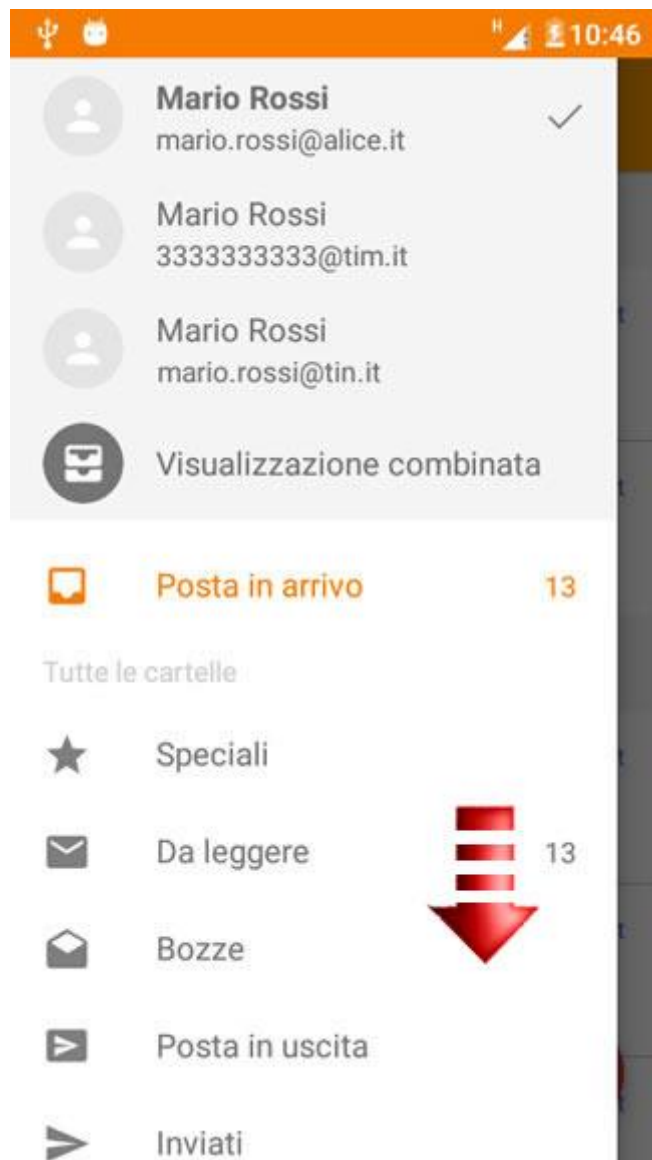 H 10:46
Mario Rossi
mario.rossi@alice.it
Mario Rossi
3333333333@tim.it
Mario Rossi
mario.rossi@tin.it
Visualizzazione combinata
Posta in arrivo 13
Tutte le cartelle
Speciali
Da leggere 13
Bozze
Posta in uscita
Inviati